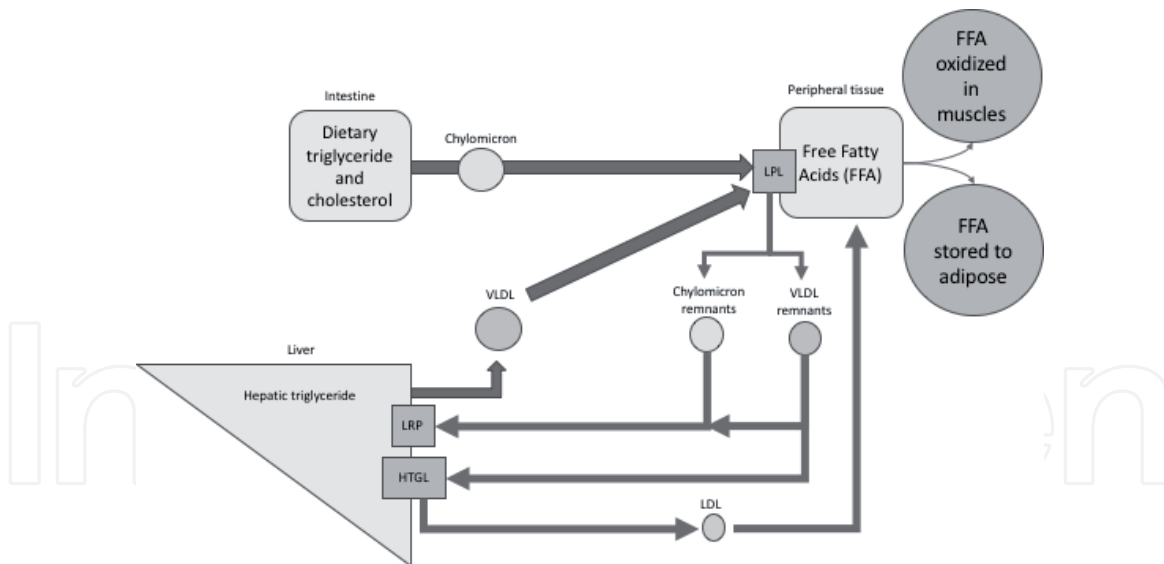 FFA
oxidized
in
muscles
Peripheral tissue
Intestine
Dietary
triglyceride
and
cholesterol
Chylomicron
LPL
Free Fatty
Acids (FFA)
FFA
stored to
adipose
VLDL
Chylomicron
remnants
VLDL
remnants
Liver
Hepatic triglyceride
LRP
HTGL
LDL